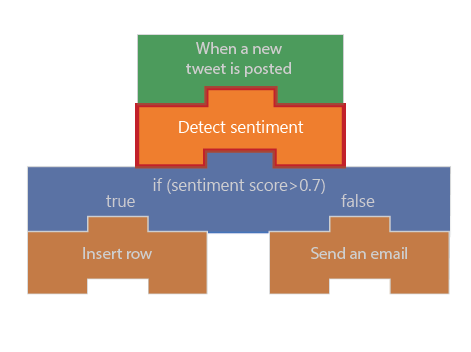 When a new
tweet is posted
Detect sentiment
if (sentiment score>0.7)
true
false
Insert row
Send an email